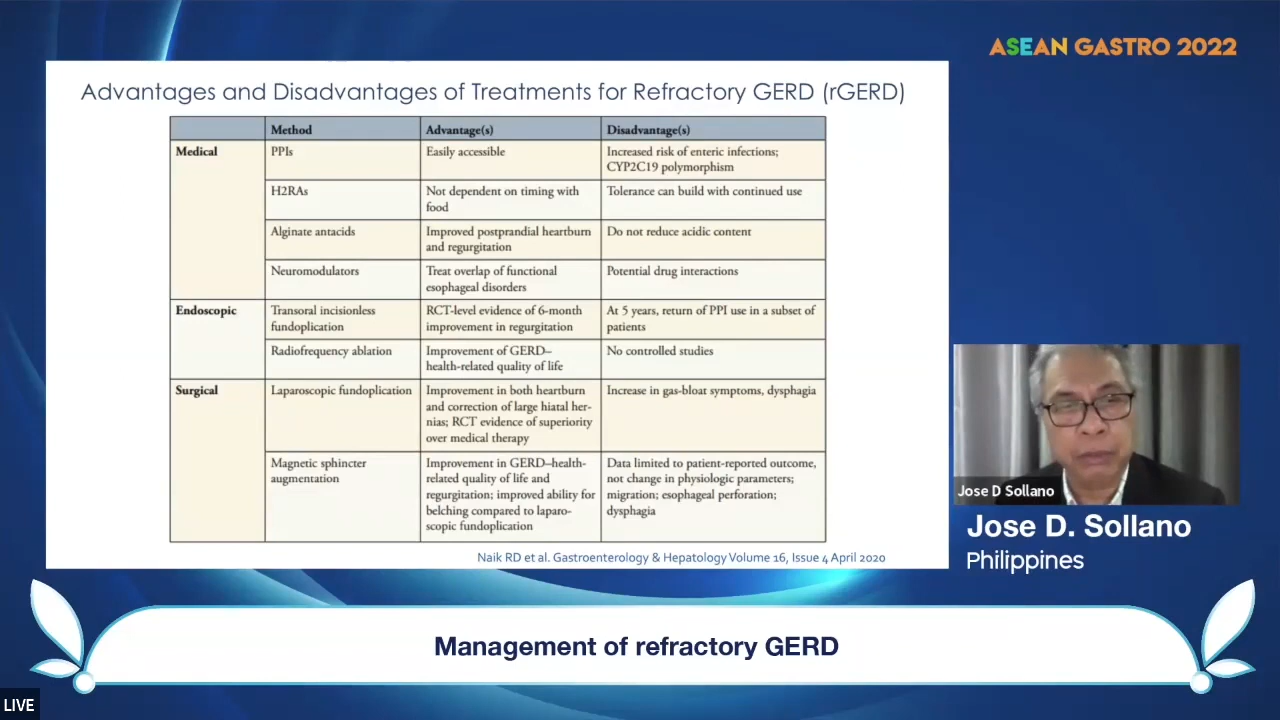 ASEAN GASTRO 2022
Advantages and Disadvantages of Treatments for Refractory GERD (rGERD)
Method
Advantage(s)
Disadvantage(s)
Medical
PPIs
Easily accessible
Increased risk of enteric infections;
CYP2C19 polymorphism
H2RAs
Not dependent on timing with
food
Tolerance can build with continued use
Alginate antacids
Improved postprandial heartburn
and regurgitation
Do not reduce acidic content
Neuromodulators
Treat overlap of functional
esophageal disorders
Potential drug interactions
Endoscopic
Transoral incisionless
fundoplication
RCT-level evidence of 6-month
improvement in regurgitation
At 5 years, return of PPI use in a subset of
patients
Radiofrequency ablation
Improvement of GERD–
health-related quality of life
No controlled studies
Surgical
Laparoscopic fundoplication
Improvement in both heartburn
and correction of large hiatal her-
nias; RCT evidence of superiority
over medical therapy
Increase in gas-bloat symptoms, dysphagia
Magnetic sphincter
augmentation
Improvement in GERD–health-
related quality of life and
regurgitation; improved ability for
belching compared to laparo-
scopic fundoplication
Data limited to patient-reported outcome,
not change in physiologic parameters;
migration; esophageal perforation;
dysphagia
Naik RD et al. Gastroenterology & Hepatology Volume 16, Issue 4 April 2020
Jose D Sollano
Jose D. Sollano
Philippines
Management of refractory GERD
LIVE